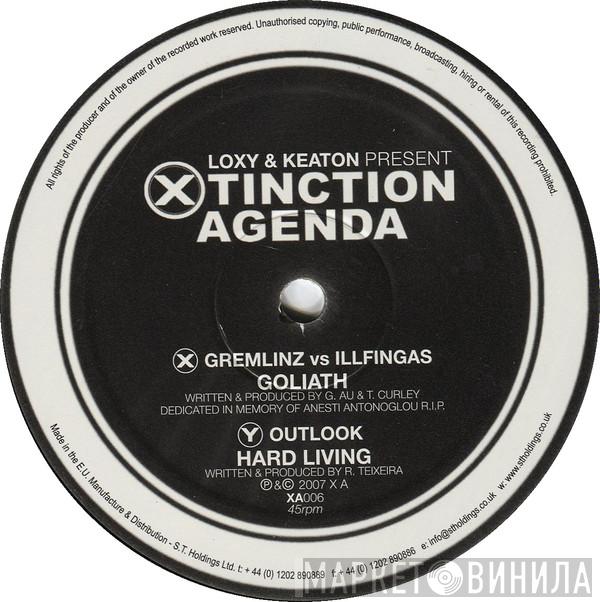 All rights of the producer and of the owner of the recorded work reserved. Unauthorised copying, public performance, broadcasting, hiring or rental of this recording prohibited.
LOXY & KEATON PRESENT
X TINCTION
AGENDA
X GREMLINZ vs ILLFINGAS
GOLIATH
WRITTEN & PRODUCED BY G. AU & T. CURLEY
DEDICATED IN MEMORY OF ANESTI ANTONOGLOU R.I.P.
Y OUTLOOK
HARD LIVING
WRITTEN & PRODUCED BY R. TEIXEIRA
℗ & © 2007 X A
XA006
45rpm
Made in the E.U. Manufacture & Distribution - S.T. Holdings Ltd. t: + 44 (0) 1202 890869 f: + 44 (0) 1202 890886 e: info@stholdings.co.uk w: www.stholdings.co.uk
МАРКЕТ ВИНИЛА